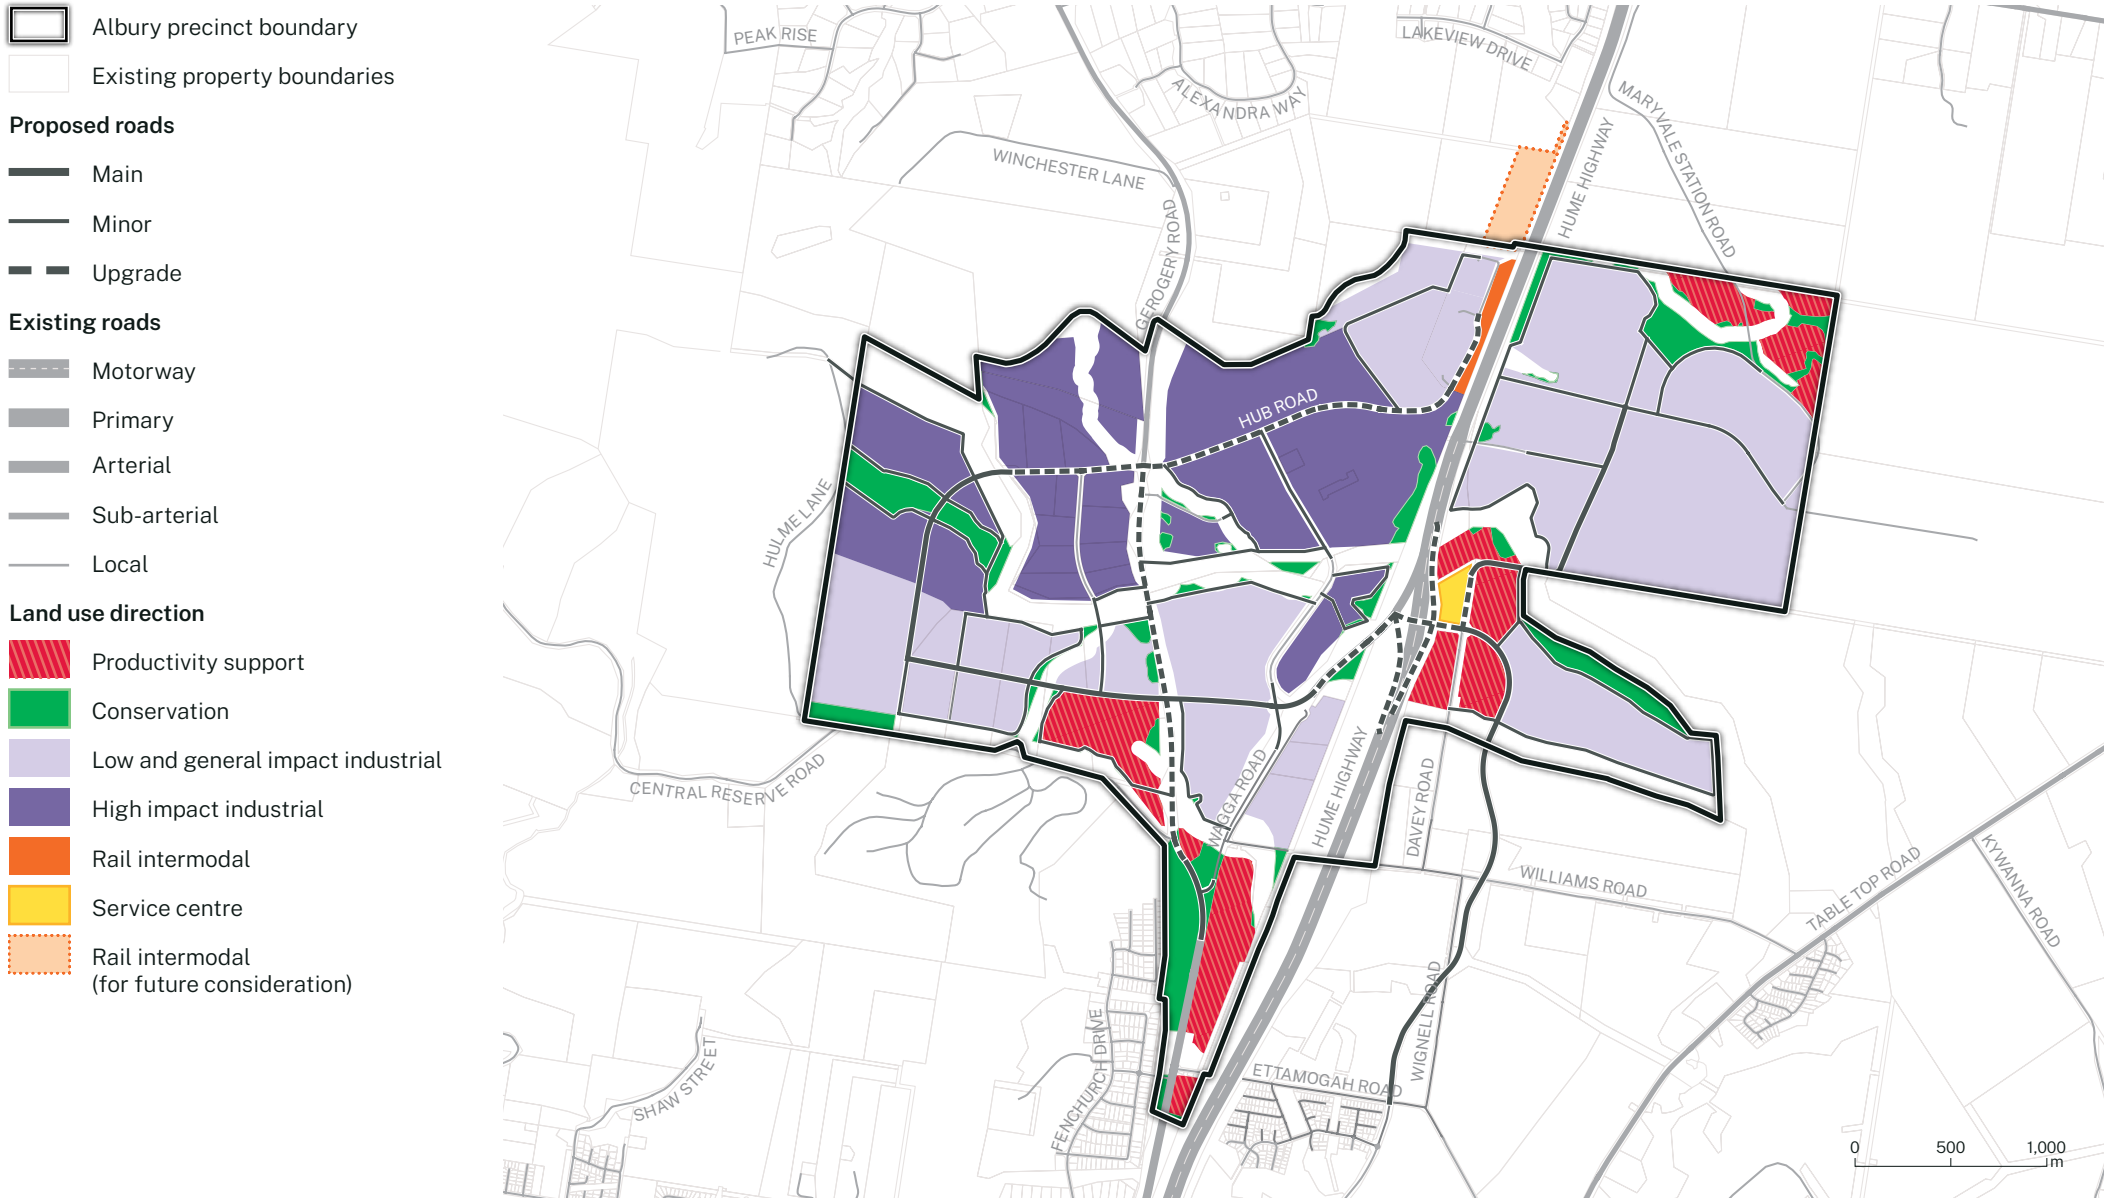 Albury precinct boundary
Existing property boundaries
Proposed roads
Main
Minor
Upgrade
Existing roads
Motorway
Primary
Arterial
Sub-arterial
Local
Land use direction
Productivity support
Conservation
Low and general impact industrial
High impact industrial
Rail intermodal
Service centre
Rail intermodal
(for future consideration)
PEAK RISE
LAKEVIEW DRIVE
ALEXANDRA WAY
MARYVALE STATION ROAD
WINCHESTER LANE
HUME HIGHWAY
GEROGERY ROAD
HUB ROAD
HULME LANE
CENTRAL RESERVE ROAD
WAGGA ROAD
HUME HIGHWAY
DAVEY ROAD
WILLIAMS ROAD
TABLE TOP ROAD
KYWANNA ROAD
WIGNELL ROAD
FENCHURCH DRIVE
SHAW STREET
ETTAMOGAH ROAD
0 500 1,000
m